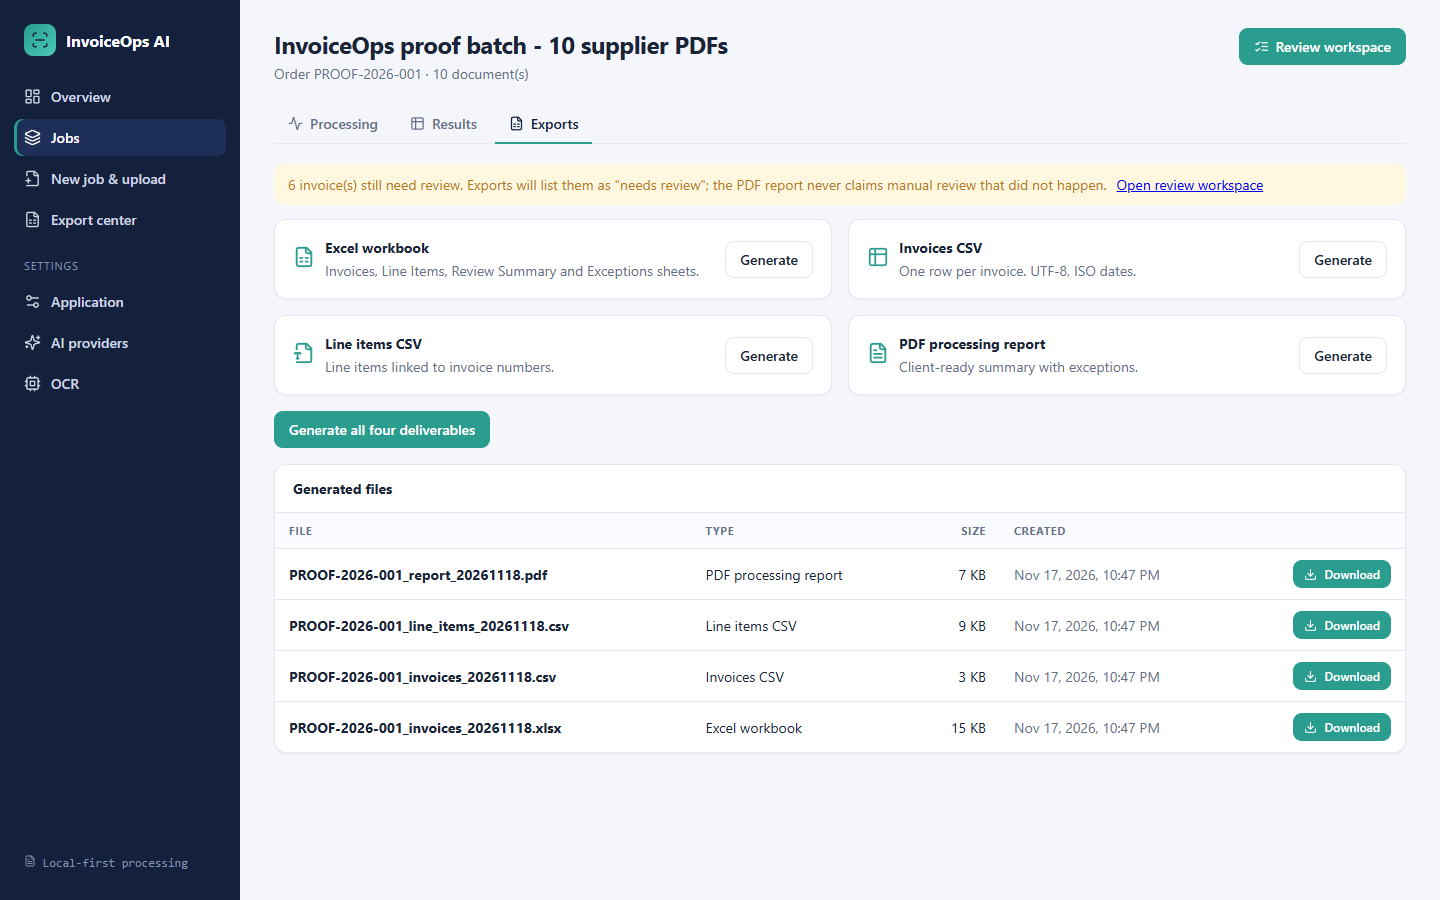 InvoiceOps AI
Overview
Jobs
New job & upload
Export center
SETTINGS
Application
AI providers
OCR
Local-first processing
InvoiceOps proof batch - 10 supplier PDFs
Order PROOF-2026-001 · 10 document(s)
Review workspace
Processing Results Exports
6 invoice(s) still need review. Exports will list them as "needs review"; the PDF report never claims manual review that did not happen. Open review workspace
Excel workbook
Invoices, Line Items, Review Summary and Exceptions sheets.
Generate
Invoices CSV
One row per invoice. UTF-8, ISO dates.
Generate
Line items CSV
Line items linked to invoice numbers.
Generate
PDF processing report
Client-ready summary with exceptions.
Generate
Generate all four deliverables
Generated files
FILE TYPE SIZE CREATED
PROOF-2026-001_report_20261118.pdf PDF processing report 7 KB Nov 17, 2026, 10:47 PM Download
PROOF-2026-001_line_items_20261118.csv Line items CSV 9 KB Nov 17, 2026, 10:47 PM Download
PROOF-2026-001_invoices_20261118.csv Invoices CSV 3 KB Nov 17, 2026, 10:47 PM Download
PROOF-2026-001_invoices_20261118.xlsx Excel workbook 15 KB Nov 17, 2026, 10:47 PM Download